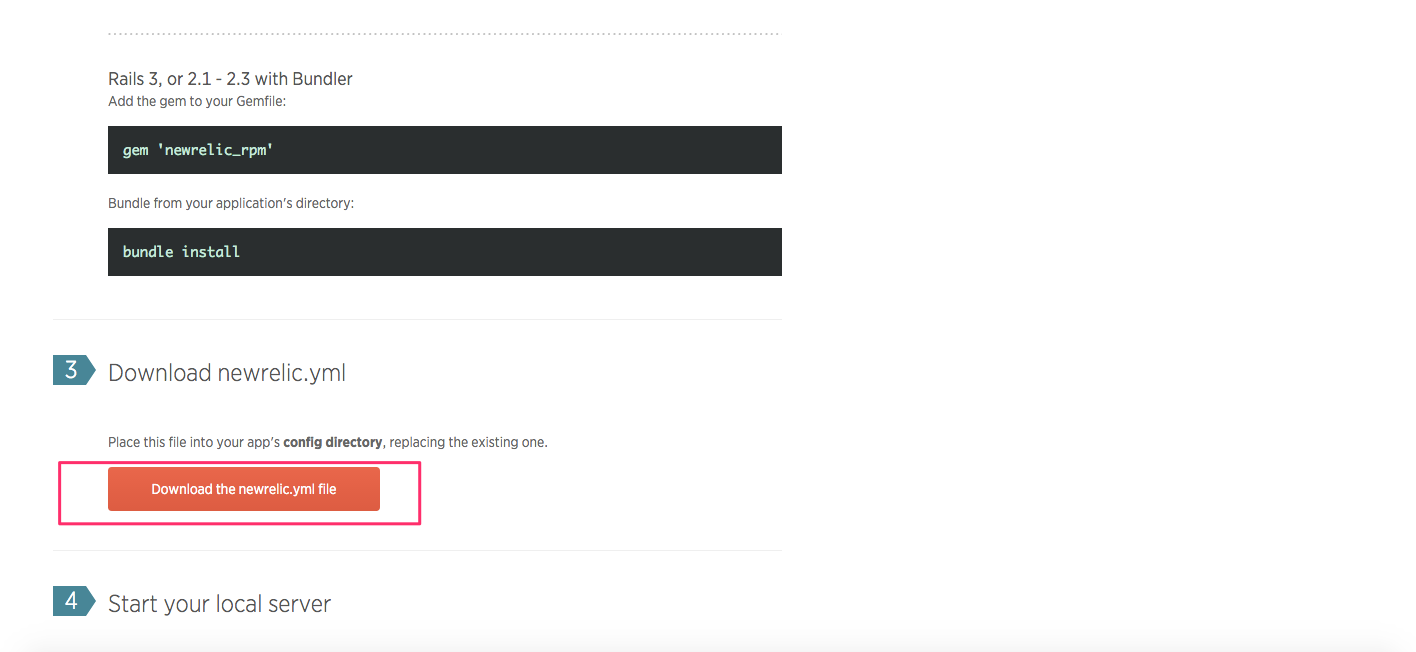 Rails 3, or 2.1 - 2.3 with Bundler
Add the gem to your Gemfile:
gem 'newrelic_rpm'
Bundle from your application's directory:
bundle install
3
Download newrelic.yml
Place this file into your app's config directory, replacing the existing one.
Download the newrelic.yml file
4
Start your local server